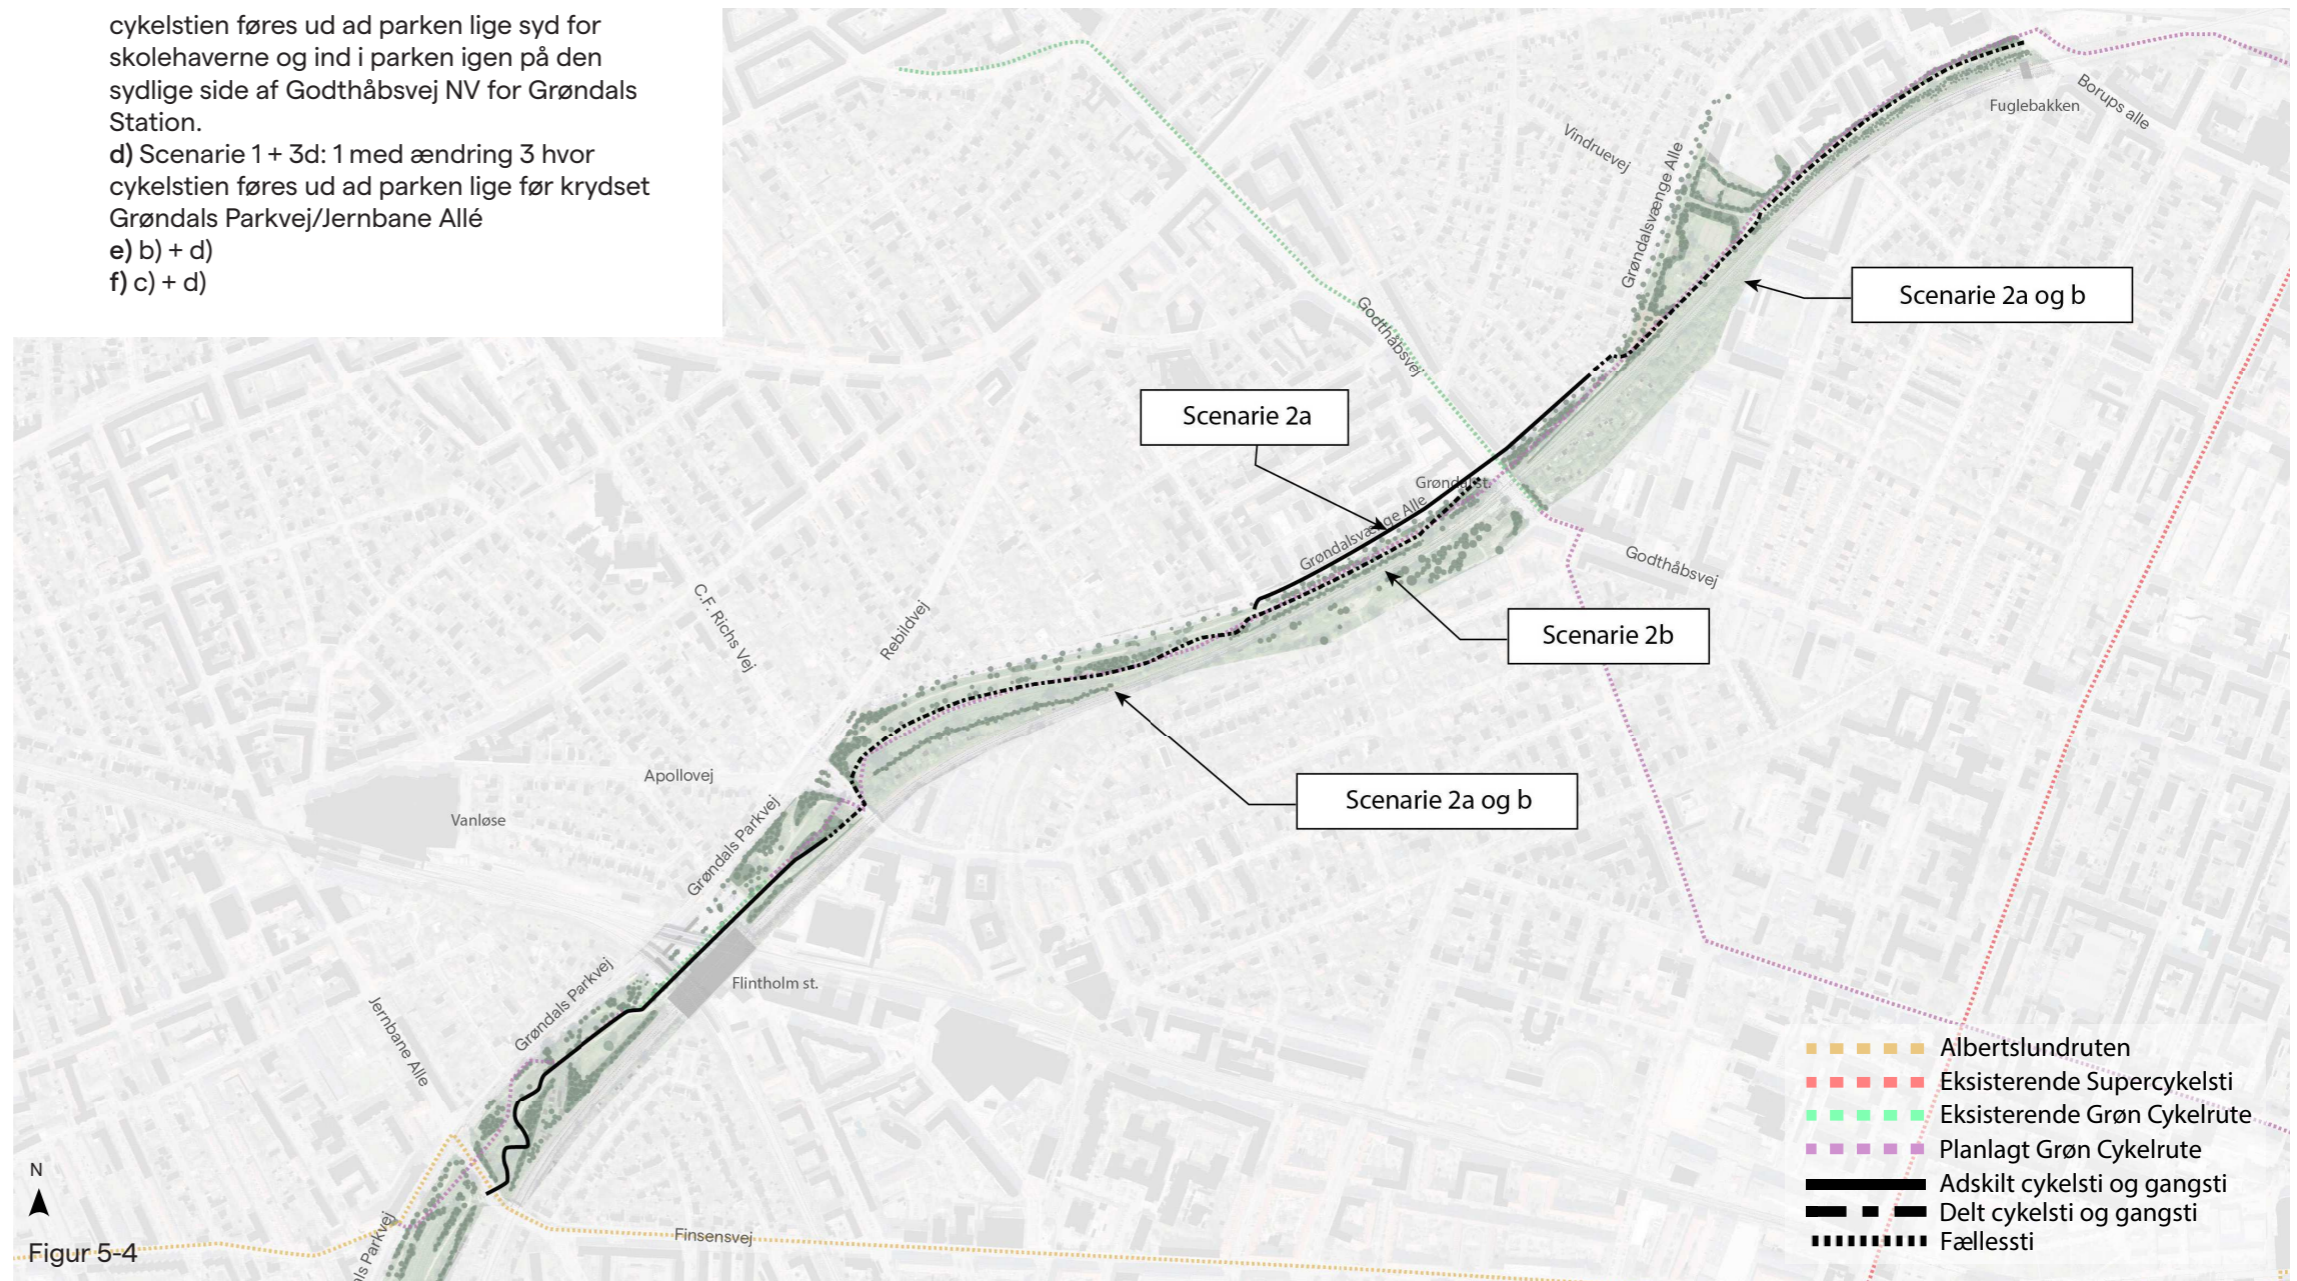 cykelstien føres ud ad parken lige syd for
skolehaverne og ind i parken igen på den
sydlige side af Godthåbsvej NV for Grøndals
Station.
d) Scenarie 1 + 3d: 1 med ændring 3 hvor
cykelstien føres ud ad parken lige før krydset
Grøndals Parkvej/Jernbane Allé
e) b) + d)
f) c) + d)
Borups alle
Fuglebakken
Vindruevej
Grøndalsvænge Alle
Scenarie 2a og b
Godthåbsvej
Scenarie 2a
Grøndal st.
Grøndalsvænge Alle
Godthåbsvej
Scenarie 2b
C.F. Richs Vej
Rebildvej
Apollovej
Scenarie 2a og b
Vanløse
Grøndals Parkvej
Flintholm st.
Grøndals Parkvej
Jernbane Alle
Albertslundruten
Eksisterende Supercykelsti
Eksisterende Grøn Cykelrute
Planlagt Grøn Cykelrute
Adskilt cykelsti og gangsti
Delt cykelsti og gangsti
Fællessti
N
Finsensvej
als Parkvej
Figur 5-4